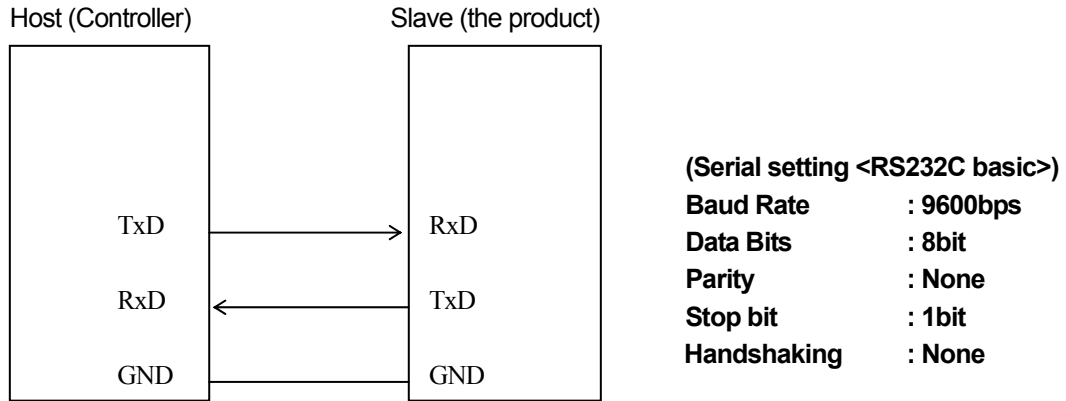 Host (Controller) Slave (the product)
TxD RxD
RxD TxD
GND GND
(Serial setting <RS232C basic>)
Baud Rate : 9600bps
Data Bits : 8bit
Parity : None
Stop bit : 1bit
Handshaking : None